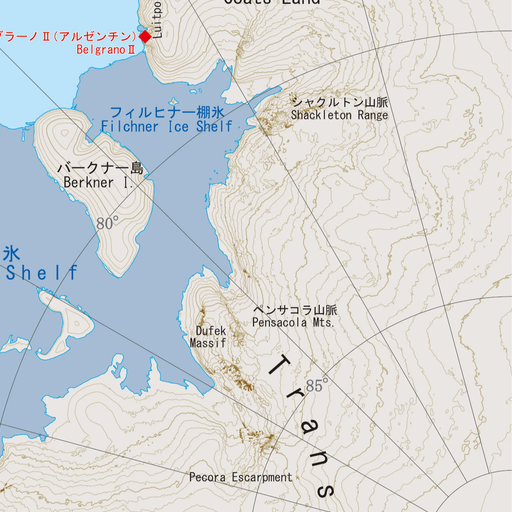 グラーノⅡ(アルゼンチン)
BelgranoⅡ
Luitpo
Land
フィルヒナー棚氷
Filchner Ice Shelf
シャクルトン山脈
Shackleton Range
バークナー島
Berkner I.
80°
氷
Shelf
ペンサコラ山脈
Pensacola Mts.
Dufek
Massif
85°
Trans
Pecora Escarpment